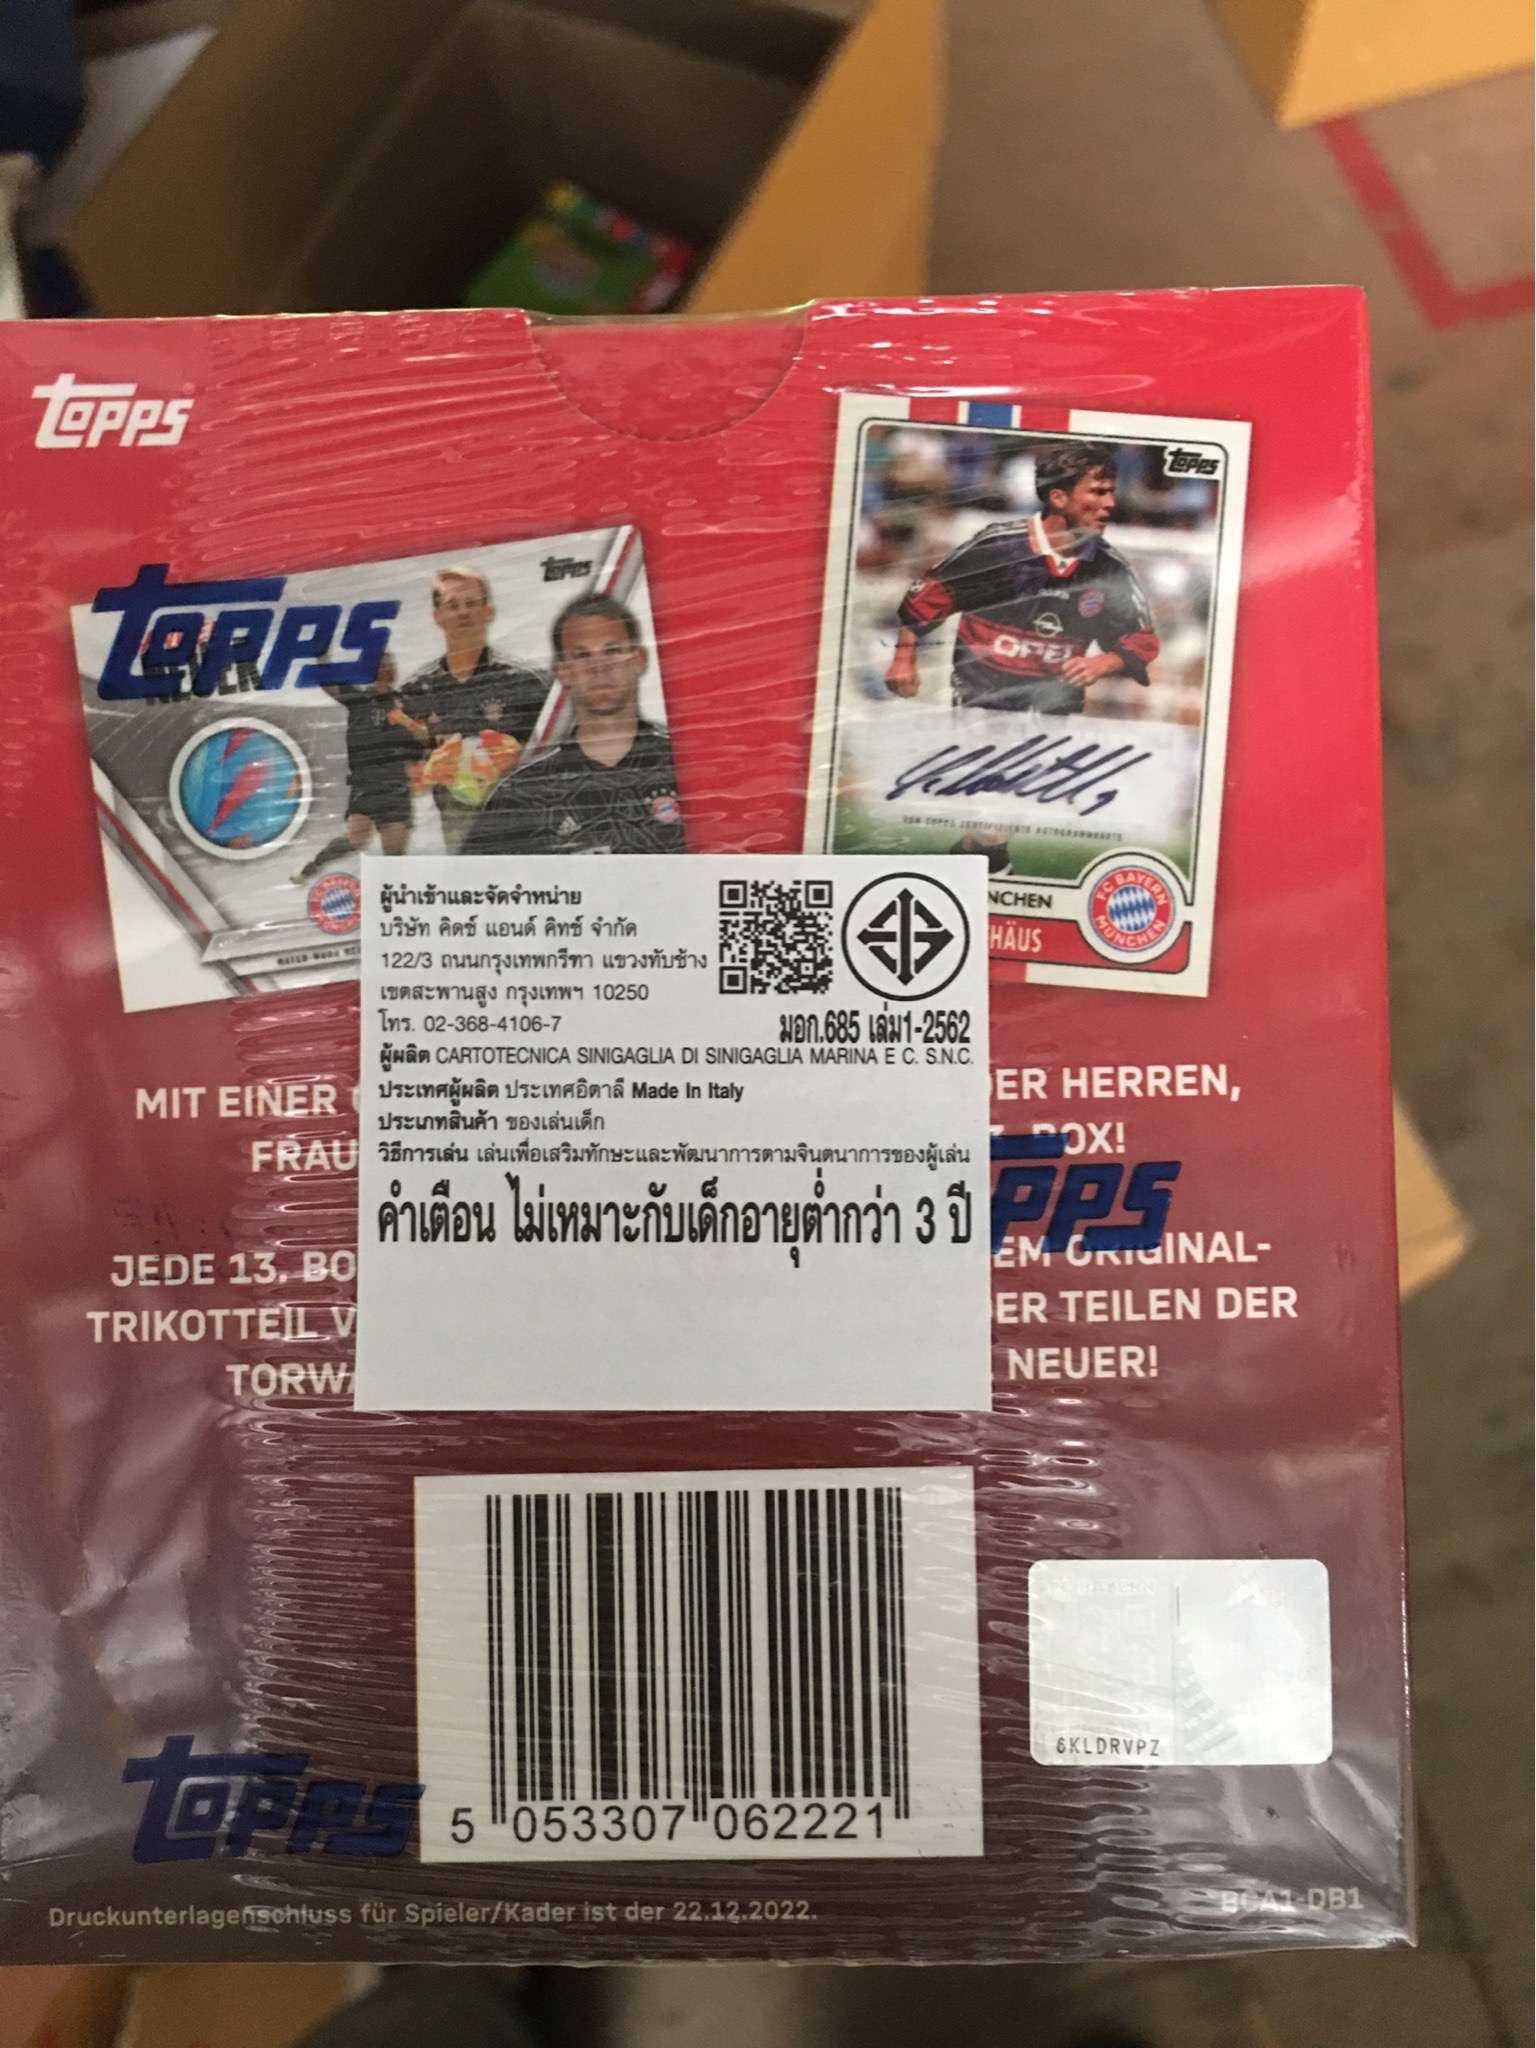 TOPPS
TOPPS
TOPPS
TOPPS
TOPPS
OPEL
VON TOPPS ZERTIFIZIERTE AUTOGRAMMKARTE
NCHEN
FC BAYERN
MÜNCHEN
HÄUS
ผู้นำเข้าและจัดจำหน่าย
บริษัท คิดซ์ แอนด์ คิทซ์ จำกัด
122/3 ถนนกรุงเทพกรีฑา แขวงทับช้าง
เขตสะพานสูง กรุงเทพฯ 10250
โทร. 02-368-4106-7
มอก.685 เล่ม1-2562
ผู้ผลิต CARTOTECNICA SINIGAGLIA DI SINIGAGLIA MARINA E C. S.N.C.
ประเทศผู้ผลิต ประเทศอิตาลี Made In Italy
ประเภทสินค้า ของเล่นเด็ก
วิธีการเล่น เล่นเพื่อเสริมทักษะและพัฒนาการตามจินตนาการของผู้เล่น
คำเตือน ไม่เหมาะกับเด็กอายุต่ำกว่า 3 ปี
MIT EINER DER HERREN,
FRAU BOX!
TOPPS
JEDE 13. BO EM ORIGINAL-
TRIKOTTEIL V DER TEILEN DER
TORWA NEUER!
6KLDRVPZ
5 053307 062221
TOPPS
Druckunterlagenschluss für Spieler/Kader ist der 22.12.2022.
BCA1-DB1